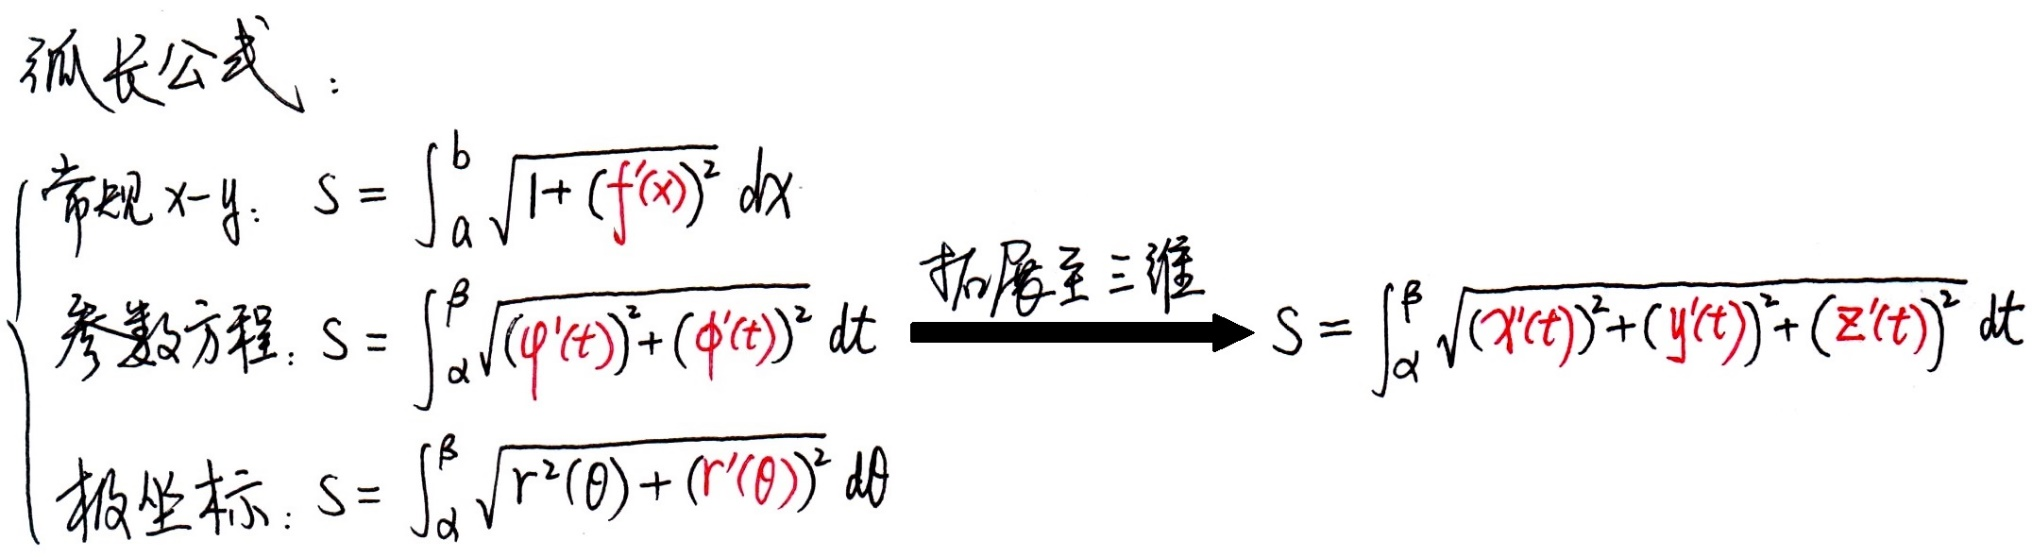 弧长公式:
常规 x-y: S = ∫_a^b √(1+(f'(x))²) dx
参数方程: S = ∫_α^β √((φ'(t))²+(ϕ'(t))²) dt
拓展至三维
S = ∫_α^β √((x'(t))²+(y'(t))²+(z'(t))²) dt
极坐标: S = ∫_α^β √(r²(θ)+(r'(θ))²) dθ